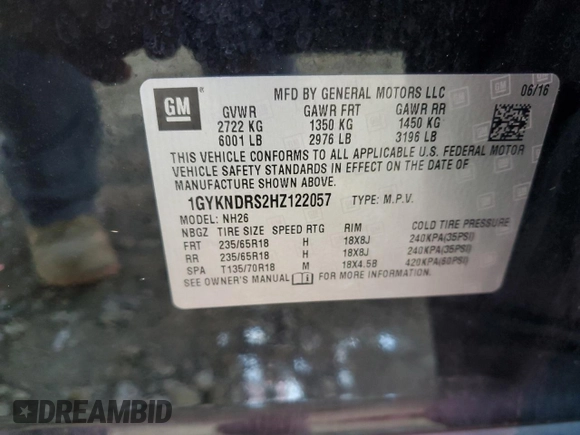 MFD BY GENERAL MOTORS LLC 06/16
GM
GVWR GAWR FRT GAWR RR
2722 KG 1350 KG 1450 KG
6001 LB 2976 LB 3196 LB
THIS VEHICLE CONFORMS TO ALL APPLICABLE U.S. FEDERAL MOTOR
VEHICLE SAFETY STANDARDS IN EFFECT ON THE DATE OF
MANUFACTURE SHOWN ABOVE.
1GYKNDRS2HZ122057 TYPE: M.P.V.
MODEL: NH26
NBGZ TIRE SIZE SPEED RTG RIM COLD TIRE PRESSURE
FRT 235/65R18 H 18X8J 240KPA(35PSI)
RR 235/65R18 H 18X8J 240KPA(35PSI)
SPA T135/70R18 M 18X4.5B 420KPA(60PSI)
SEE OWNER'S MANUAL FOR MORE INFORMATION.
DREAMBID